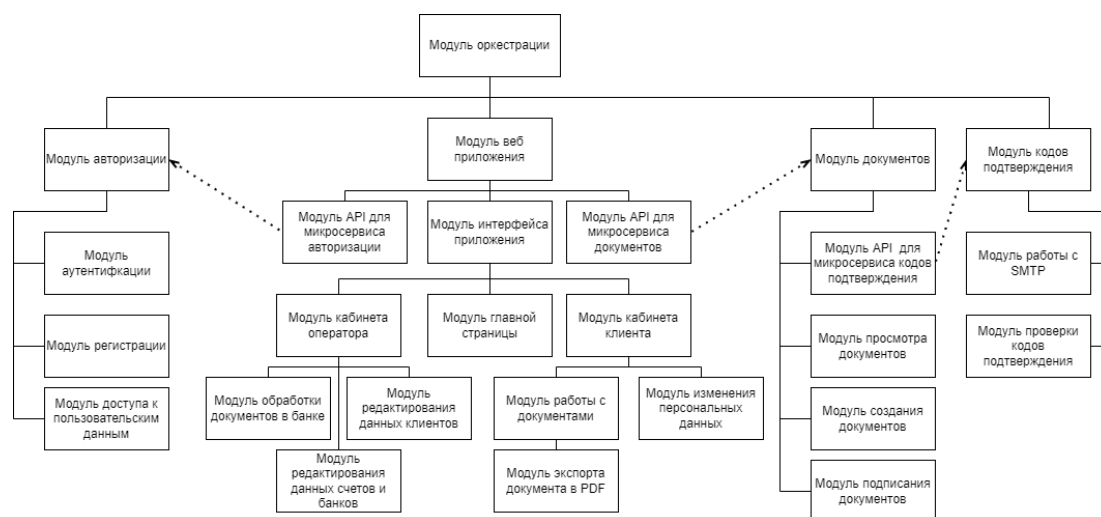 Модуль оркестрации
Модуль авторизации
Модуль веб
приложения
Модуль документов
Модуль кодов
подтверждения
Модуль API для
микросервиса
авторизации
Модуль интерфейса
приложения
Модуль API для
микросервиса
документов
Модуль
аутентифкации
Модуль API для
микросервиса кодов
подтверждения
Модуль работы с
SMTP
Модуль кабинета
оператора
Модуль главной
страницы
Модуль кабинета
клиента
Модуль регистрации
Модуль просмотра
документов
Модуль проверки
кодов
подтверждения
Модуль доступа к
пользовательским
данным
Модуль обработки
документов в банке
Модуль
редактирования
данных клиентов
Модуль работы с
документами
Модуль изменения
персональных
данных
Модуль создания
документов
Модуль
редактирования
данных счетов и
банков
Модуль экспорта
документа в PDF
Модуль подписания
документов